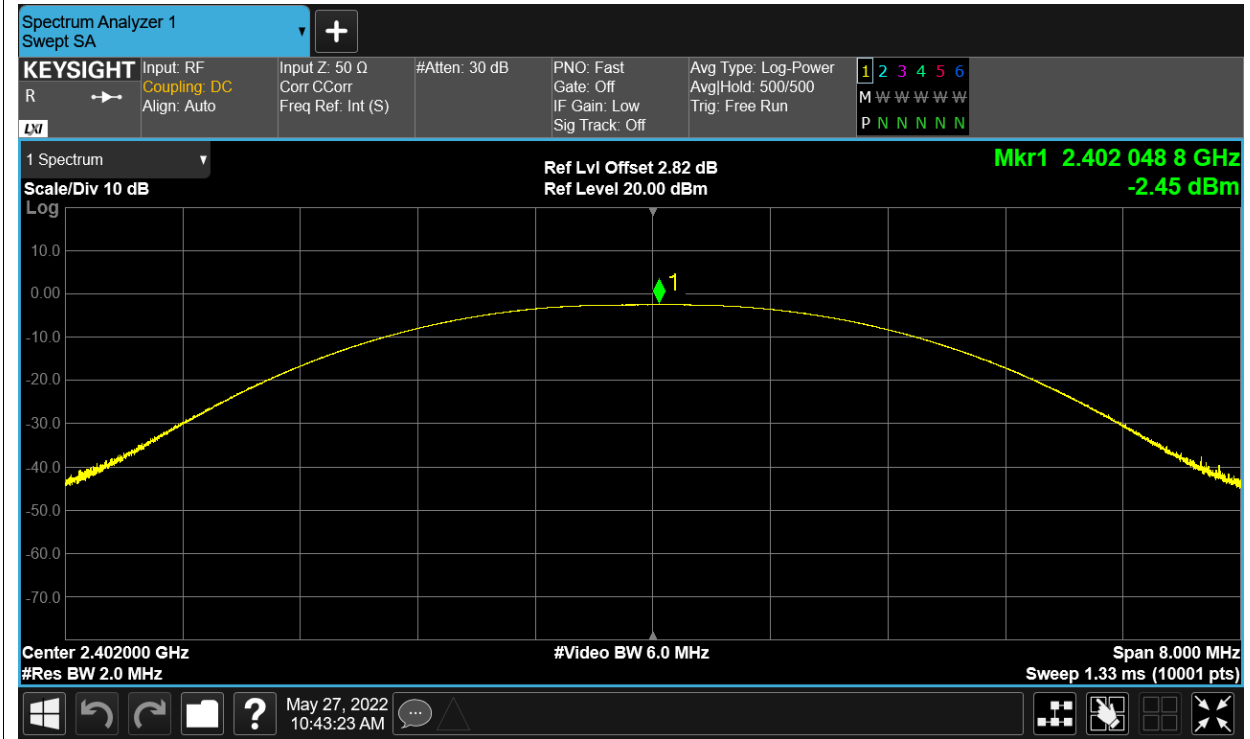 Spectrum Analyzer 1
Swept SA
KEYSIGHT
R
LXI
Input: RF
Coupling: DC
Align: Auto
Input Z: 50 Ω
Corr CCorr
Freq Ref: Int (S)
#Atten: 30 dB
PNO: Fast
Gate: Off
IF Gain: Low
Sig Track: Off
Avg Type: Log-Power
Avg|Hold: 500/500
Trig: Free Run
1 2 3 4 5 6
M W W W W W
P N N N N N
1 Spectrum
Scale/Div 10 dB
Log
Ref Lvl Offset 2.82 dB
Ref Level 20.00 dBm
Mkr1 2.402 048 8 GHz
-2.45 dBm
1
10.0
0.00
-10.0
-20.0
-30.0
-40.0
-50.0
-60.0
-70.0
Center 2.402000 GHz
#Res BW 2.0 MHz
#Video BW 6.0 MHz
Span 8.000 MHz
Sweep 1.33 ms (10001 pts)
?
May 27, 2022
10:43:23 AM